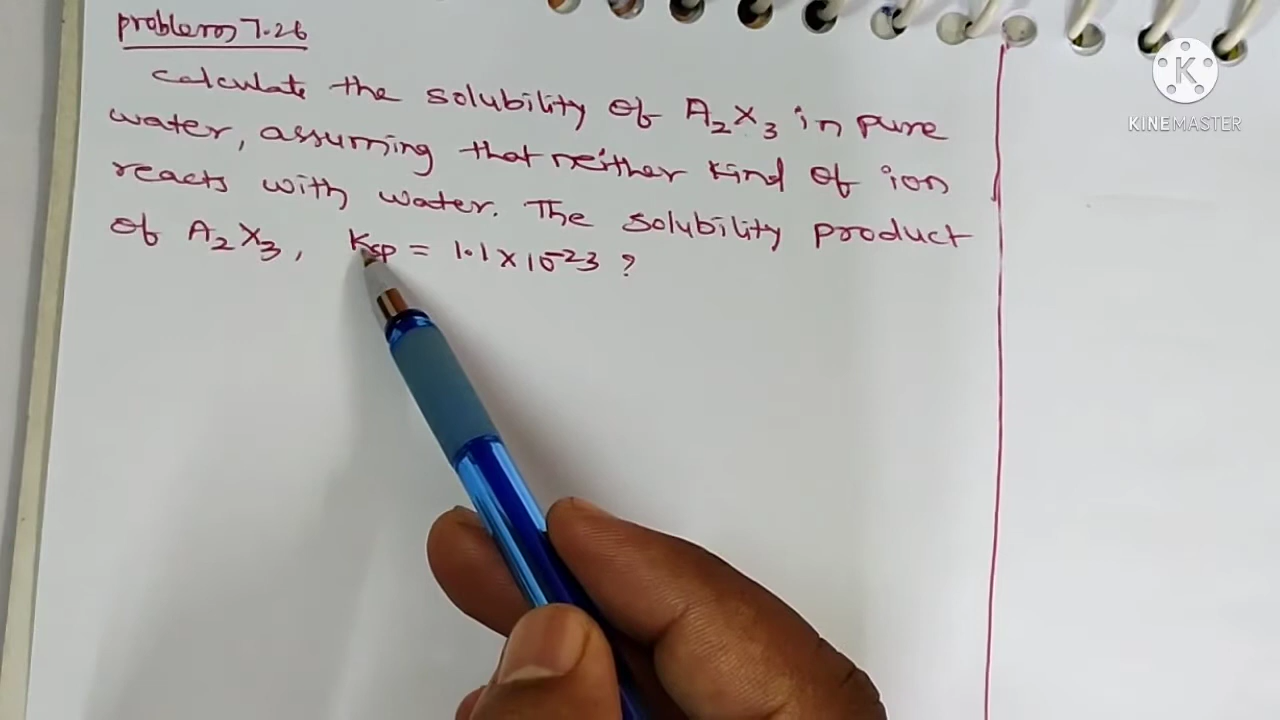 problem 7.26
calculate the solubility of A₂X₃ in pure
water, assuming that neither kind of ion
reacts with water. The solubility product
of A₂X₃, Ksp = 1.1 × 10⁻²³ ?
K
KINEMASTER